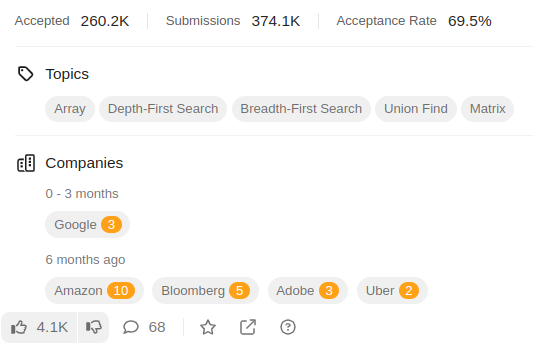 Accepted 260.2K Submissions 374.1K Acceptance Rate 69.5%
Topics
Array Depth-First Search Breadth-First Search Union Find Matrix
Companies
0 - 3 months
Google 3
6 months ago
Amazon 10 Bloomberg 5 Adobe 3 Uber 2
4.1K 68